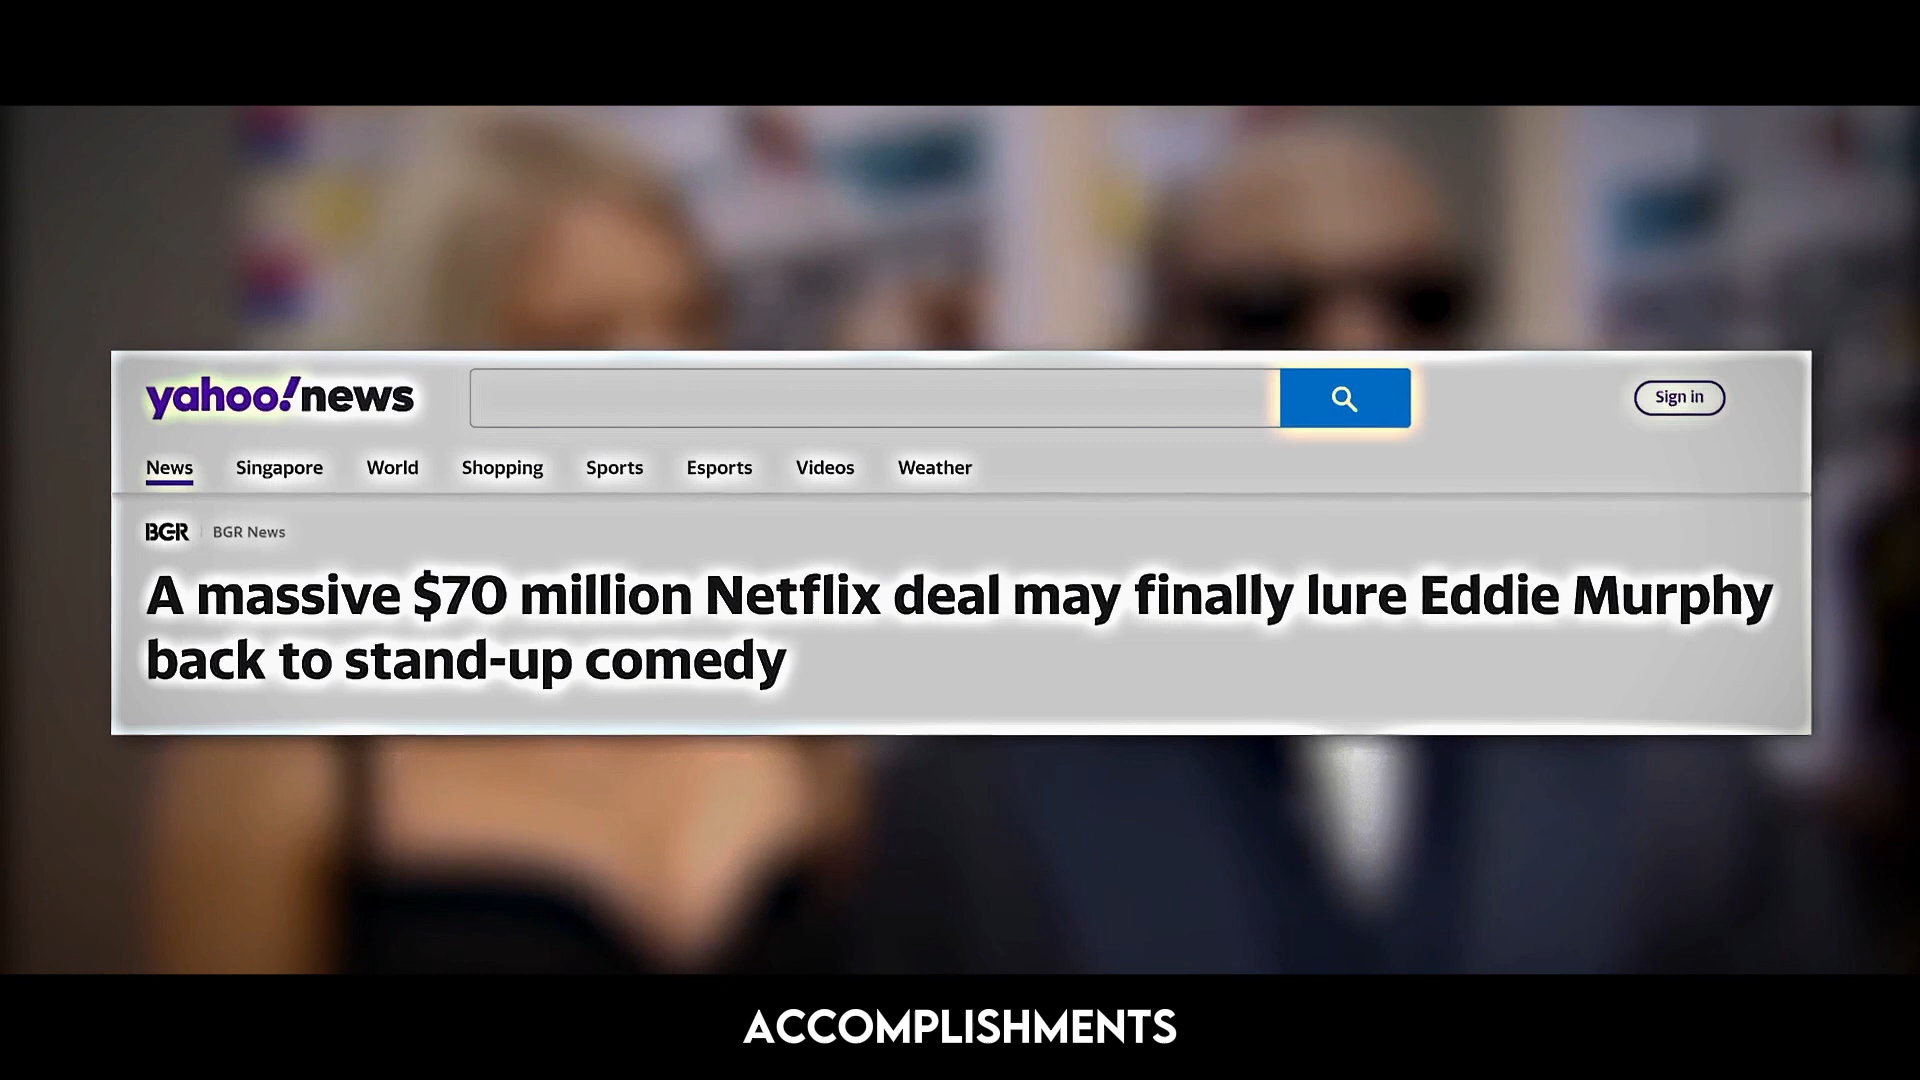 yahoo!news
Sign in
News Singapore World Shopping Sports Esports Videos Weather
BGR BGR News
A massive $70 million Netflix deal may finally lure Eddie Murphy
back to stand-up comedy
ACCOMPLISHMENTS